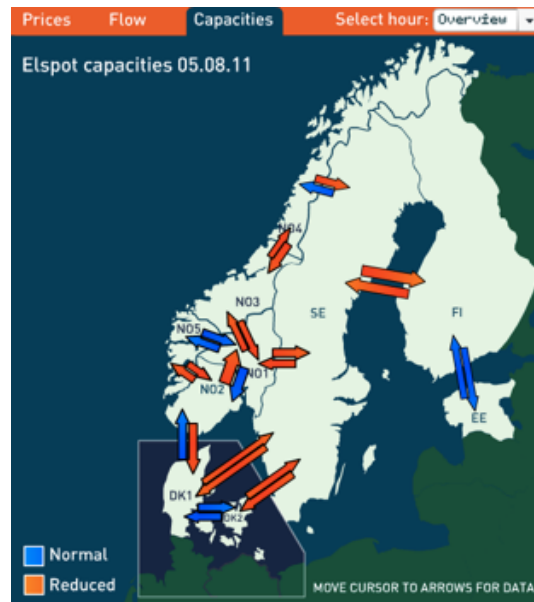 Prices Flow Capacities Select hour: Overview
Elspot capacities 05.08.11
NO4
NO3
NO5
SE
FI
NO1
NO2
EE
DK1
DK2
Normal
Reduced
MOVE CURSOR TO ARROWS FOR DATA